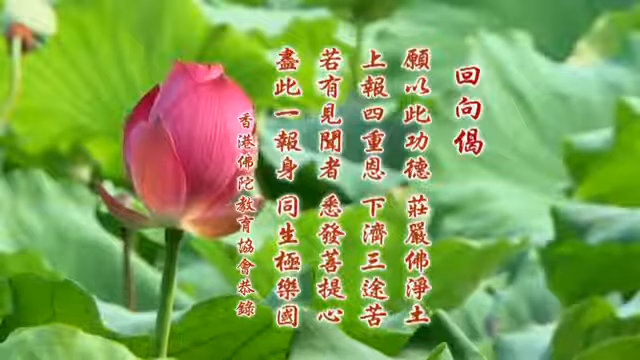 回向偈
願以此功德 莊嚴佛淨土
上報四重恩 下濟三途苦
若有見聞者 悉發菩提心
盡此一報身 同生極樂國
香港佛陀教育協會恭錄